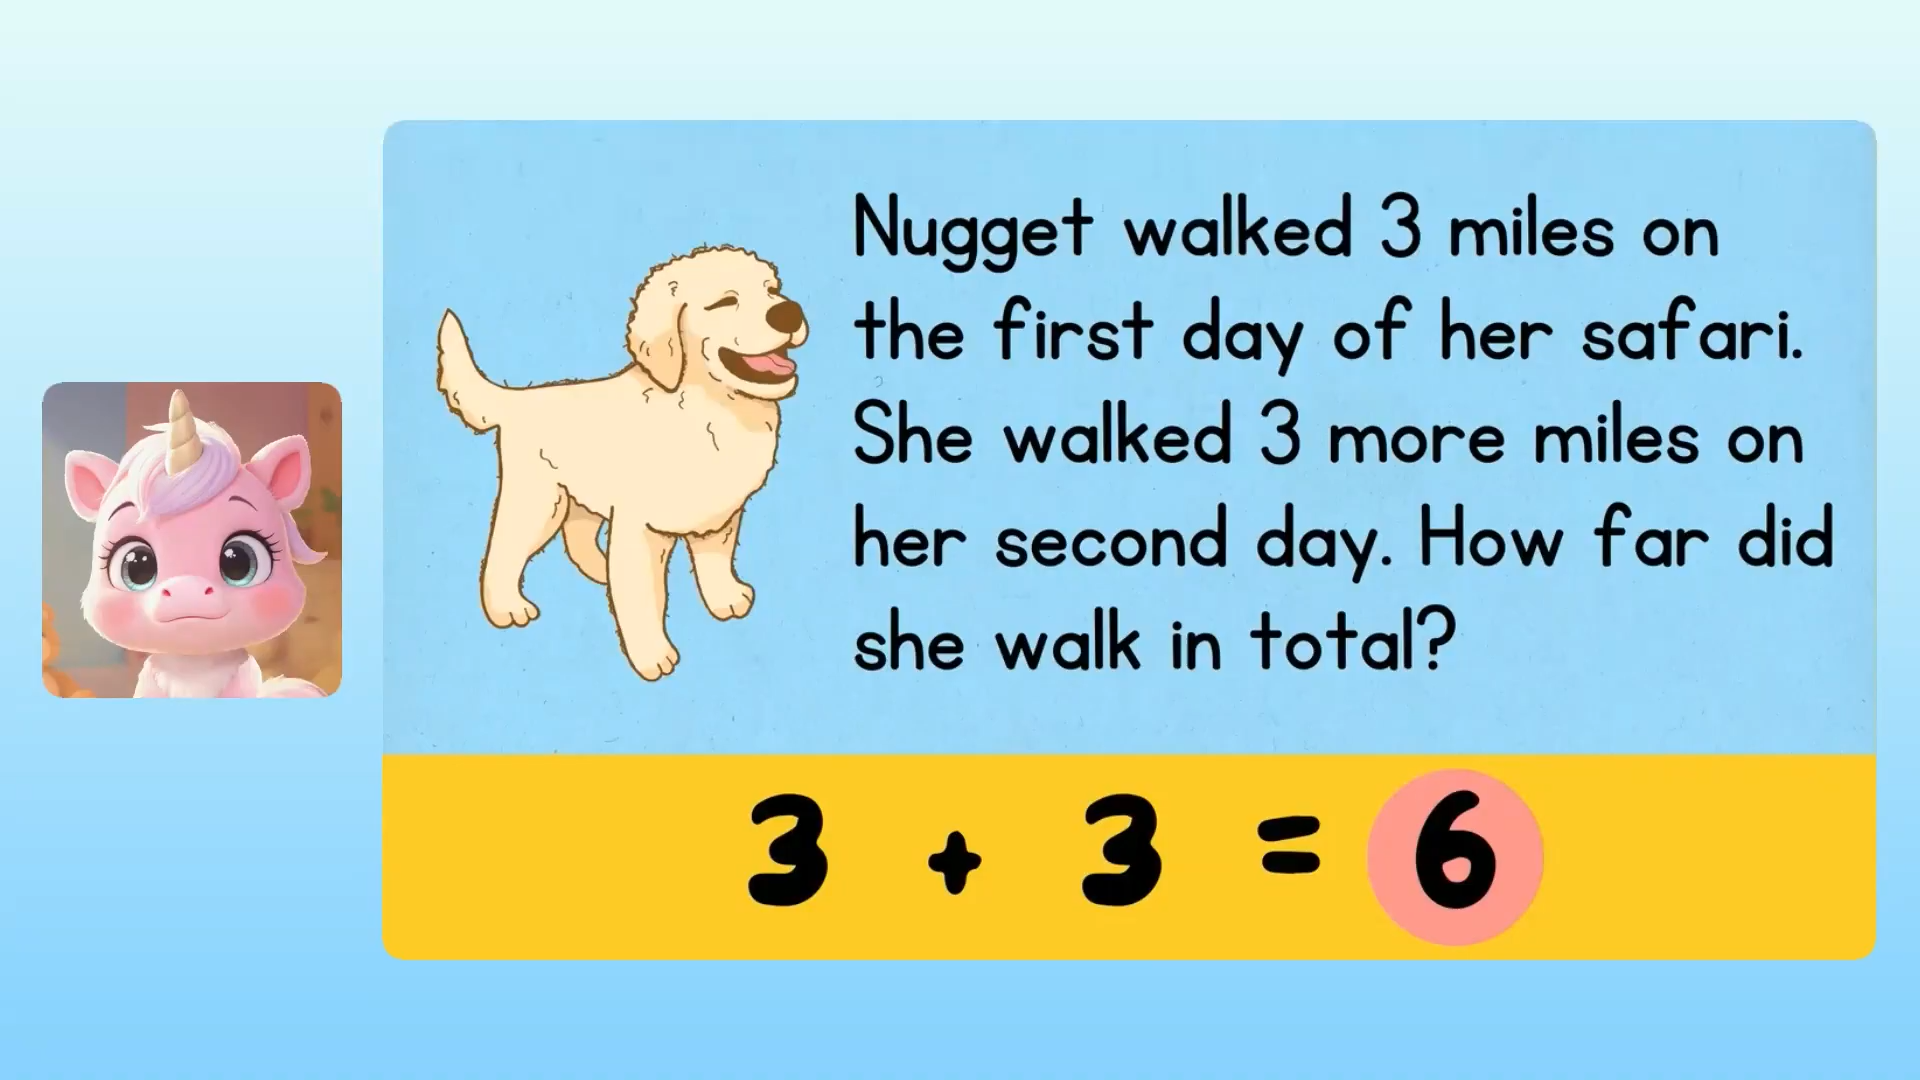 Nugget walked 3 miles on
the first day of her safari.
She walked 3 more miles on
her second day. How far did
she walk in total?
3 + 3 = 6